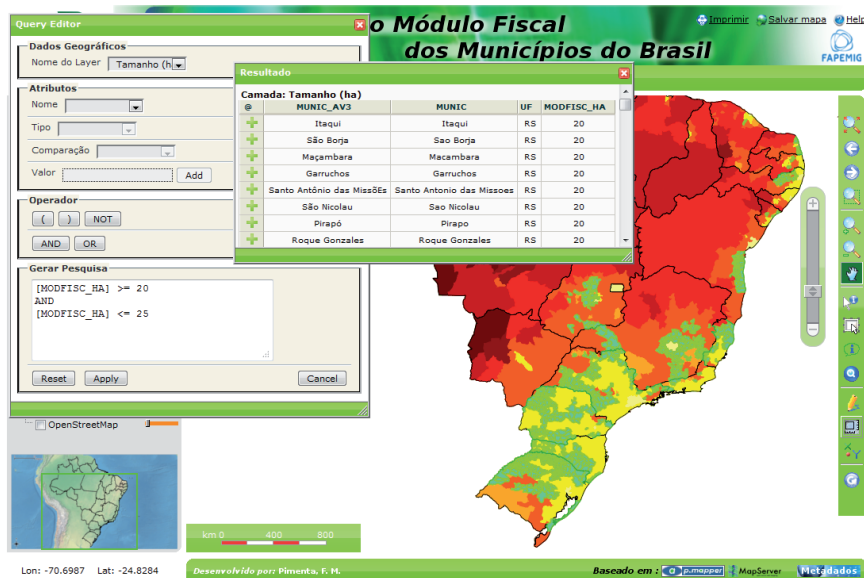 Query Editor
o Módulo Fiscal
dos Municípios do Brasil
Imprimir Salvar mapa Help
FAPEMIG
Dados Geográficos
Nome do Layer Tamanho (h
Atributos
Nome
Tipo
Comparação
Valor Add
Operador
( ) NOT
AND OR
Gerar Pesquisa
[MODFISC_HA] >= 20
AND
[MODFISC_HA] <= 25
Reset Apply Cancel
Resultado
Camada: Tamanho (ha)
@ MUNIC_AV3 MUNIC UF MODFISC_HA
Itaqui Itaqui RS 20
São Borja Sao Borja RS 20
Maçambara Macambara RS 20
Garruchos Garruchos RS 20
Santo Antônio das MissõEs Santo Antonio das Missoes RS 20
São Nicolau Sao Nicolau RS 20
Pirapó Pirapo RS 20
Roque Gonzales Roque Gonzales RS 20
OpenStreetMap
km 0 400 800
Lon: -70.6987 Lat: -24.8284
Desenvolvido por: Pimenta, F. M.
Baseado em : p.mapper MapServer Metadados